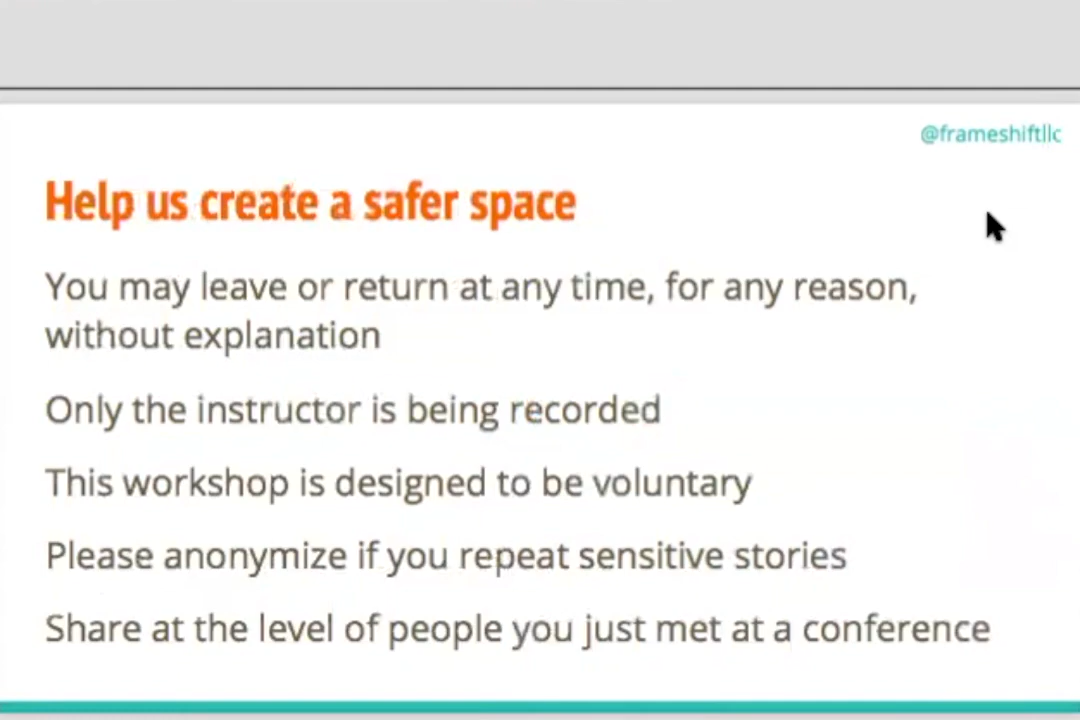 @frameshiftllc
Help us create a safer space
You may leave or return at any time, for any reason,
without explanation
Only the instructor is being recorded
This workshop is designed to be voluntary
Please anonymize if you repeat sensitive stories
Share at the level of people you just met at a conference